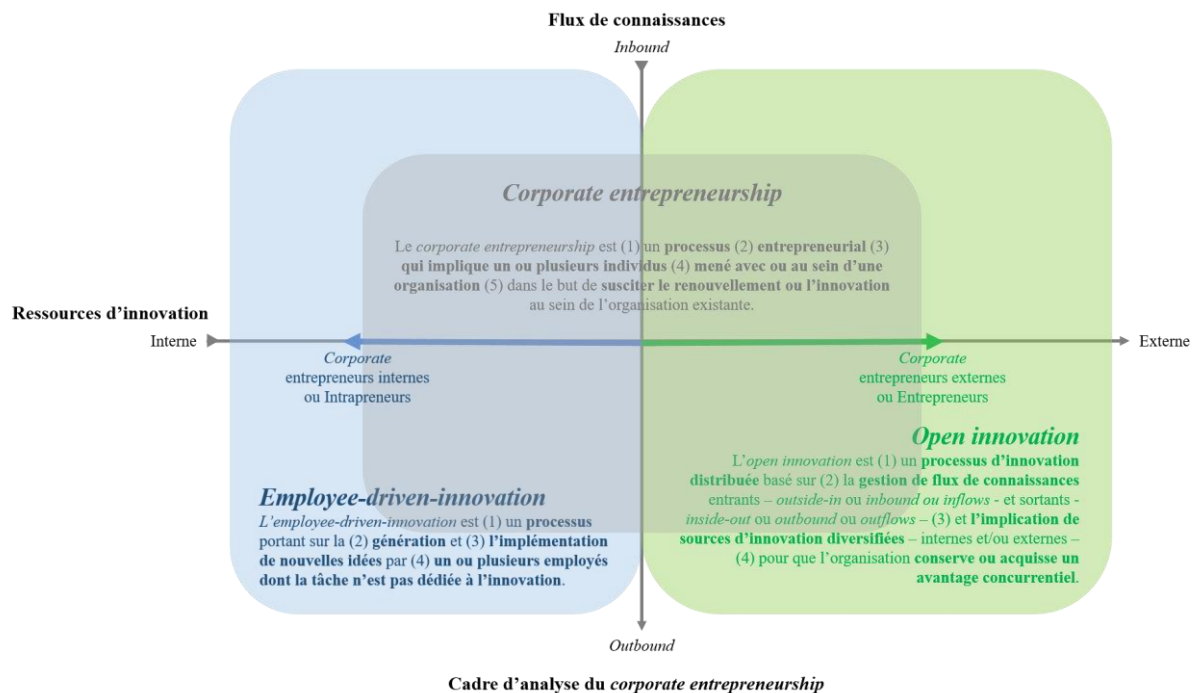 Flux de connaissances
Inbound
Corporate entrepreneurship
Le corporate entrepreneurship est (1) un processus (2) entrepreneurial (3)
qui implique un ou plusieurs individus (4) mené avec ou au sein d’une
organisation (5) dans le but de susciter le renouvellement ou l’innovation
au sein de l’organisation existante.
Ressources d’innovation
Interne
Externe
Corporate
entrepreneurs internes
ou Intrapreneurs
Corporate
entrepreneurs externes
ou Entrepreneurs
Employee-driven-innovation
L’employee-driven-innovation est (1) un processus
portant sur la (2) génération et (3) l’implémentation
de nouvelles idées par (4) un ou plusieurs employés
dont la tâche n’est pas dédiée à l’innovation.
Open innovation
L’open innovation est (1) un processus d’innovation
distribuée basé sur (2) la gestion de flux de connaissances
entrants – outside-in ou inbound ou inflows - et sortants -
inside-out ou outbound ou outflows – (3) et l’implication de
sources d’innovation diversifiées – internes et/ou externes –
(4) pour que l’organisation conserve ou acquisse un
avantage concurrentiel.
Outbound
Cadre d’analyse du corporate entrepreneurship